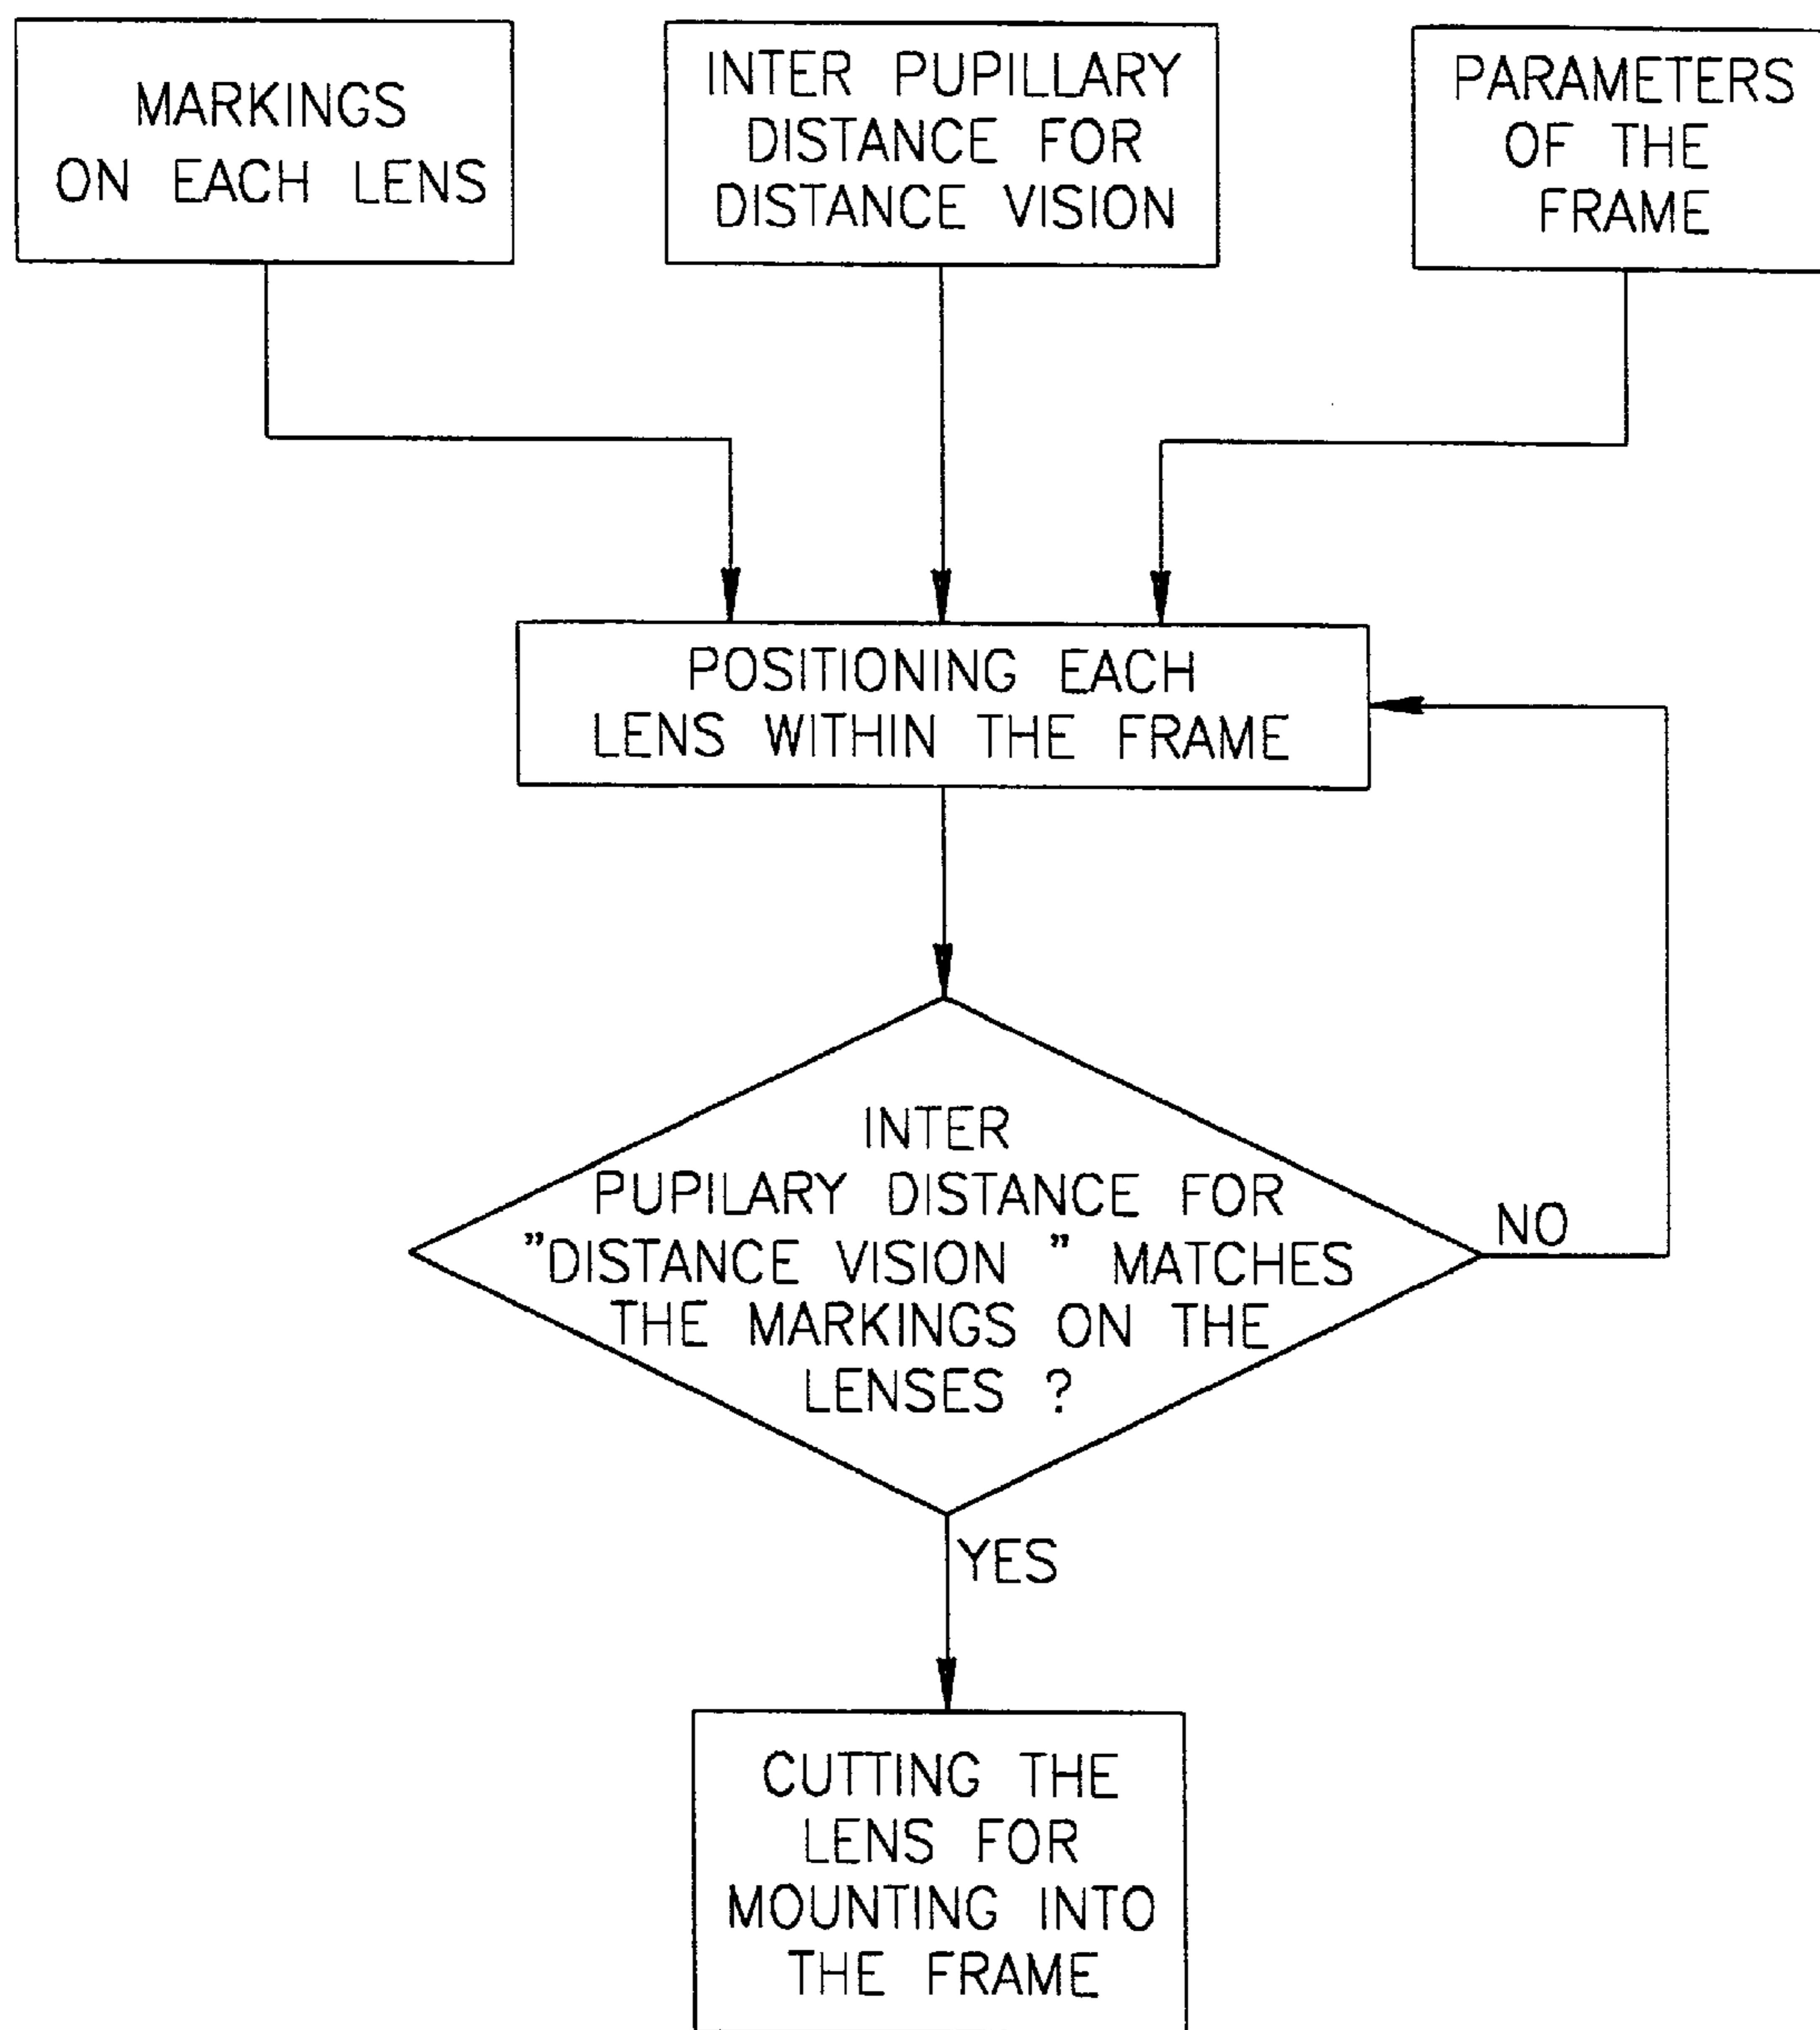 MARKINGS
ON EACH LENS
INTER PUPILLARY
DISTANCE FOR
DISTANCE VISION
PARAMETERS
OF THE
FRAME
POSITIONING EACH
LENS WITHIN THE FRAME
INTER
PUPILARY DISTANCE FOR
"DISTANCE VISION " MATCHES
THE MARKINGS ON THE
LENSES ?
NO
YES
CUTTING THE
LENS FOR
MOUNTING INTO
THE FRAME